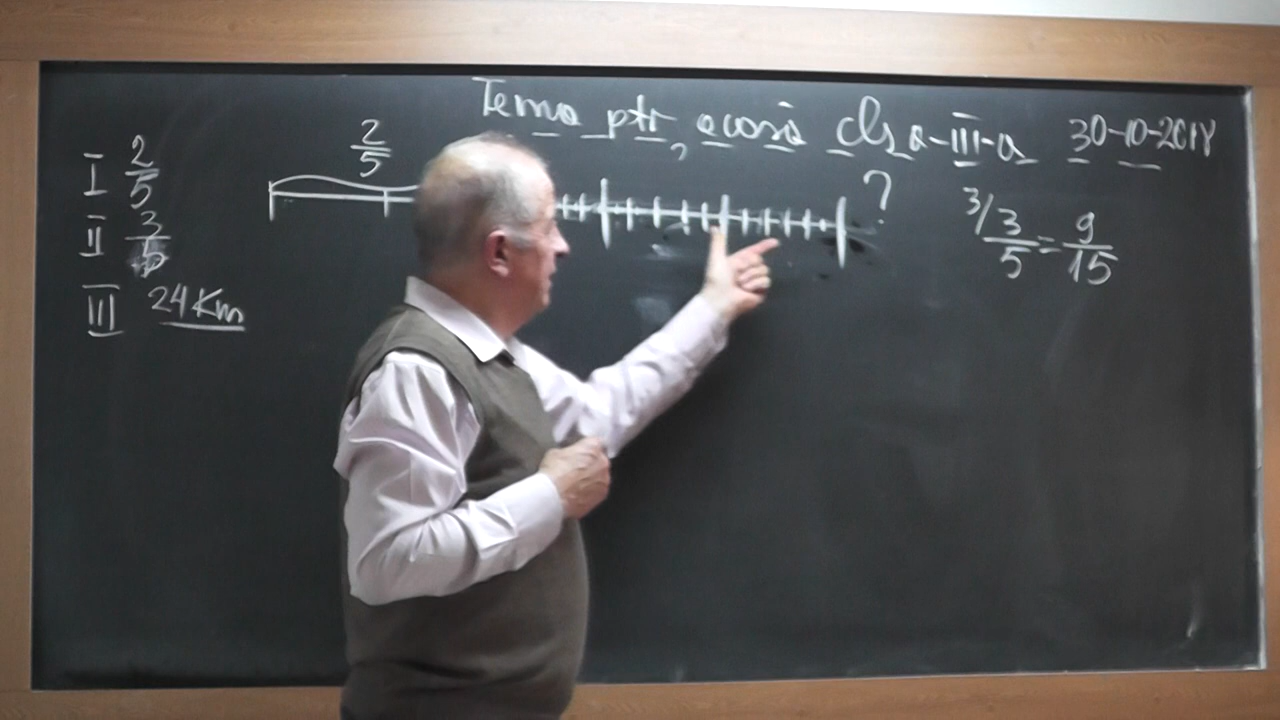 Tema ptr, acasă cls a-III-a 30-10-2018
I 2/5
2/5
?
3/ 3/5 = 9/15
II 3/5
III 24 Km